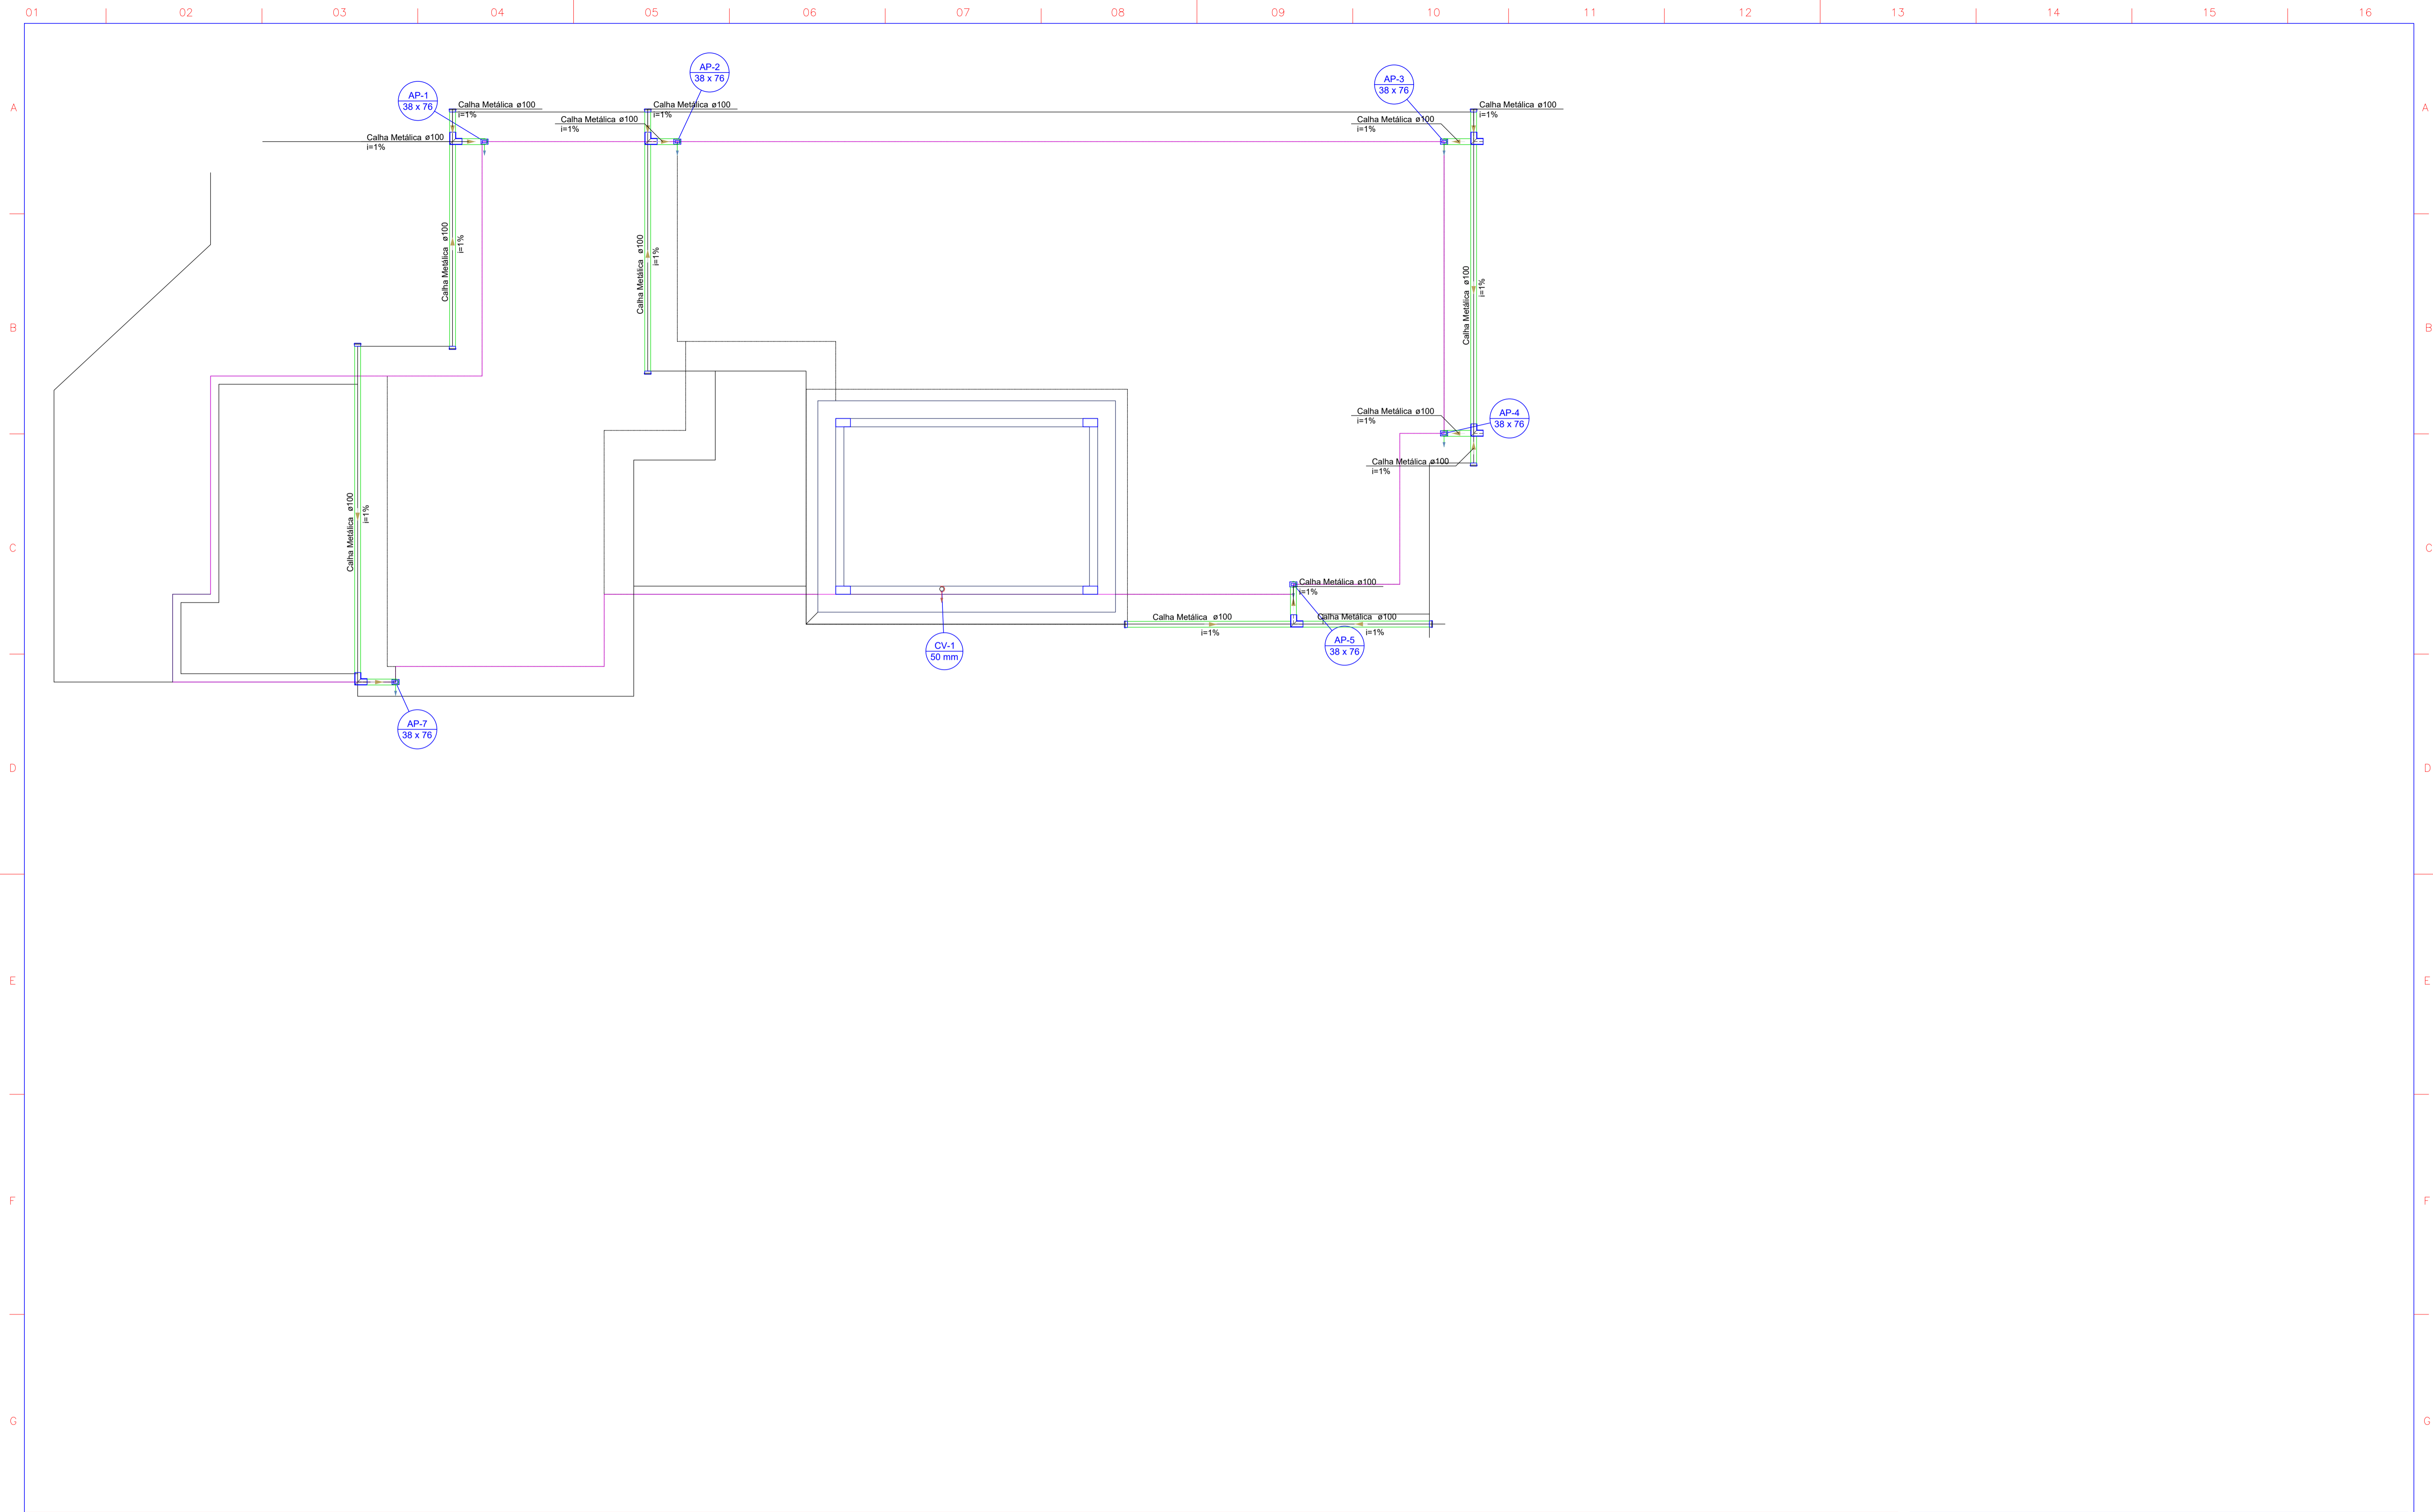 01 02 03 04 05 06 07 08 09 10 11 12 13 14 15 16
AP-2
38 x 76
AP-3
38 x 76
AP-1
38 x 76
A
A
Calha Metálica ø100
i=1%
Calha Metálica ø100
i=1%
Calha Metálica ø100
i=1%
Calha Metálica ø100
i=1%
Calha Metálica ø100
i=1%
Calha Metálica ø100
i=1%
Calha Metálica ø100
i=1%
Calha Metálica ø100
i=1%
Calha Metálica ø100
i=1%
B
B
Calha Metálica ø100
i=1%
AP-4
38 x 76
Calha Metálica ø100
i=1%
Calha Metálica ø100
i=1%
C
C
Calha Metálica ø100
i=1%
Calha Metálica ø100
i=1%
Calha Metálica ø100
i=1%
CV-1
50 mm
AP-5
38 x 76
AP-7
38 x 76
D
D
E
E
F
F
G
G